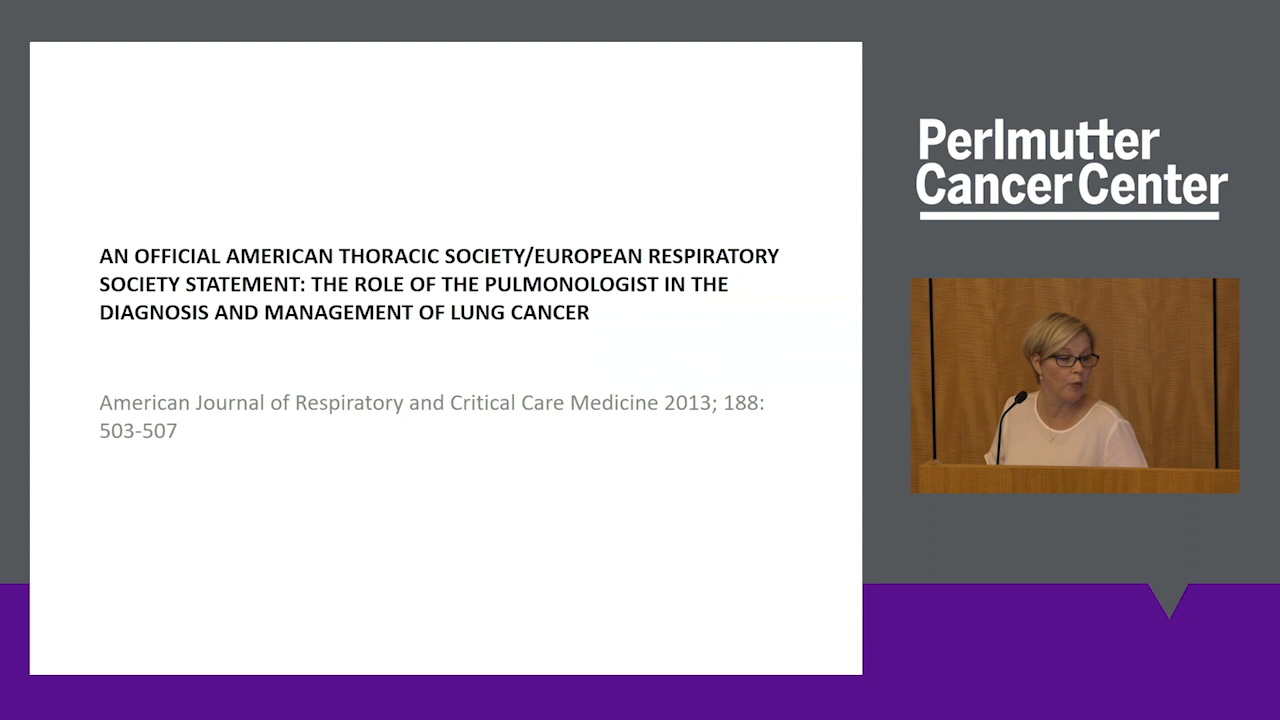 AN OFFICIAL AMERICAN THORACIC SOCIETY/EUROPEAN RESPIRATORY
SOCIETY STATEMENT: THE ROLE OF THE PULMONOLOGIST IN THE
DIAGNOSIS AND MANAGEMENT OF LUNG CANCER
American Journal of Respiratory and Critical Care Medicine 2013; 188:
503-507
Perlmutter
Cancer Center